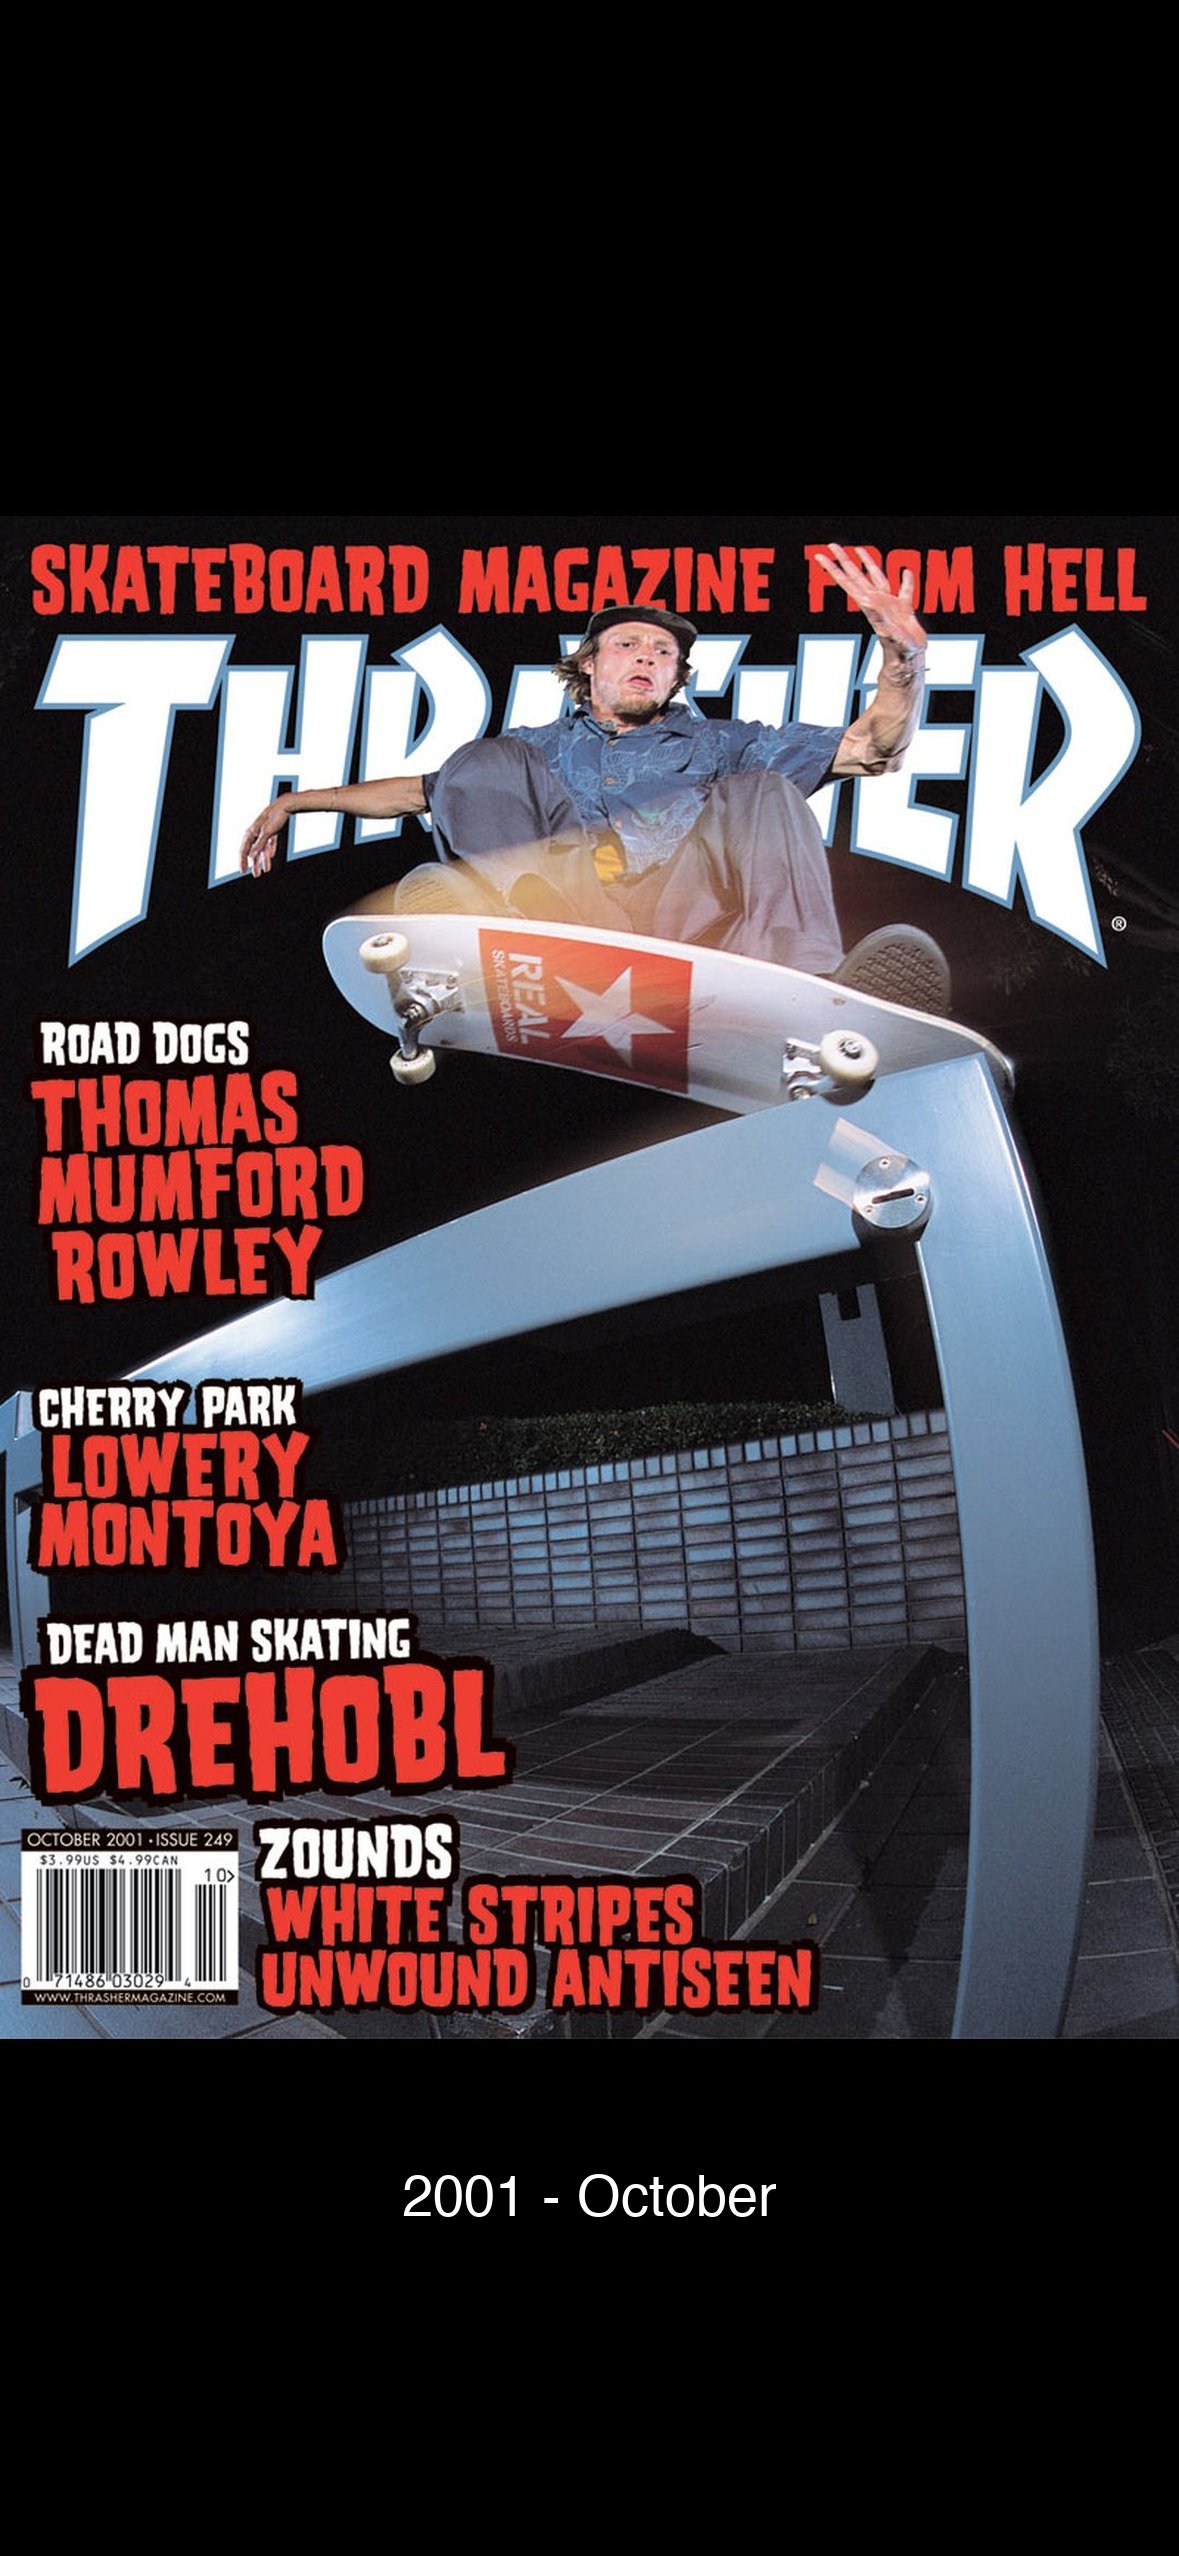 SKATEBOARD MAGAZINE FROM HELL
THRASHER
®
REAL
SKATEBOARDS
ROAD DOGS
THOMAS
MUMFORD
ROWLEY
CHERRY PARK
LOWERY
MONTOYA
DEAD MAN SKATING
DREHOBL
OCTOBER 2001 • ISSUE 249
$3.99US $4.99CAN
10>
0 71486 03029 4
WWW.THRASHERMAGAZINE.COM
ZOUNDS
WHITE STRIPES
UNWOUND ANTISEEN
2001 - October